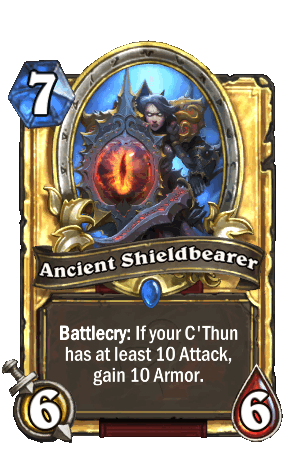 7
Ancient Shieldbearer
Battlecry: If your C'Thun
has at least 10 Attack,
gain 10 Armor.
6
6